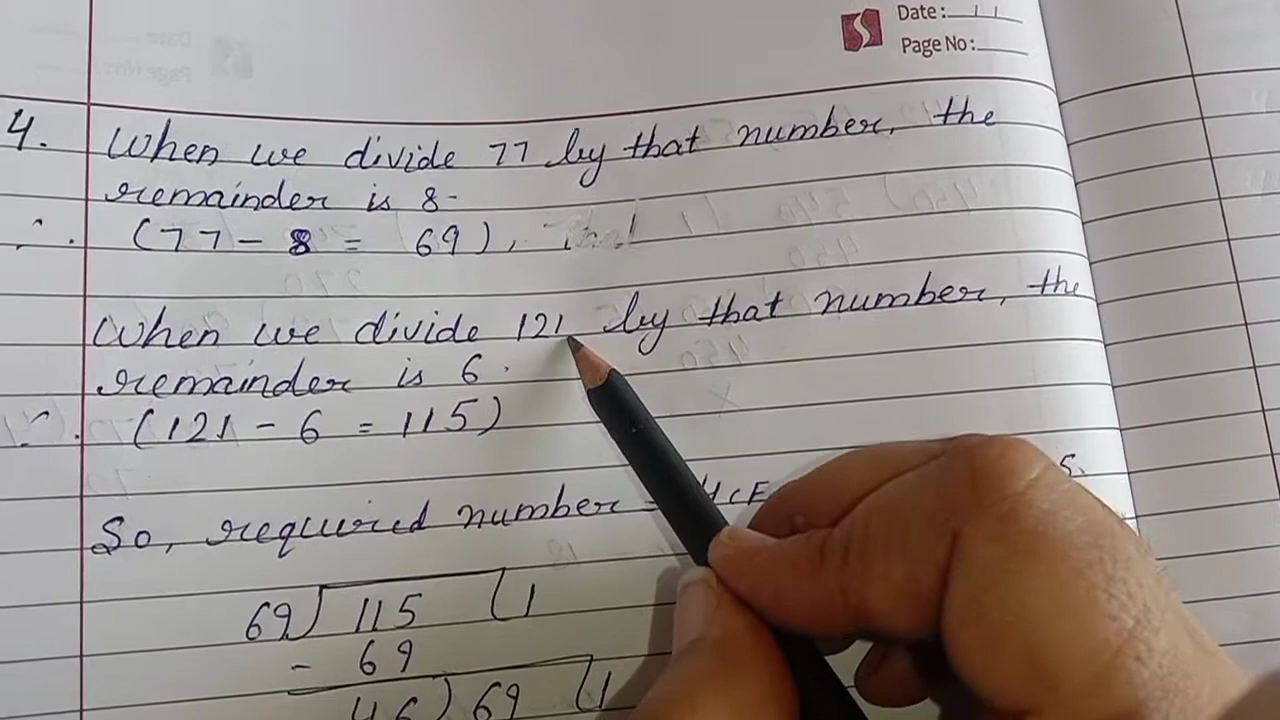 Date:
Page No:
4. When we divide 77 by that number, the
remainder is 8.
∴ (77 - 8 = 69),
When we divide 121 by that number, the
remainder is 6.
∴ (121 - 6 = 115)
So, required number = HCF 5.
69) 115 (1
- 69
46) 69 (1